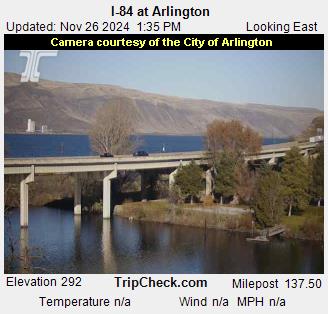 I-84 at Arlington
Updated: Nov 26 2024 1:35 PM Looking East
Camera courtesy of the City of Arlington
Elevation 292 TripCheck.com Milepost 137.50
Temperature n/a Wind n/a MPH n/a